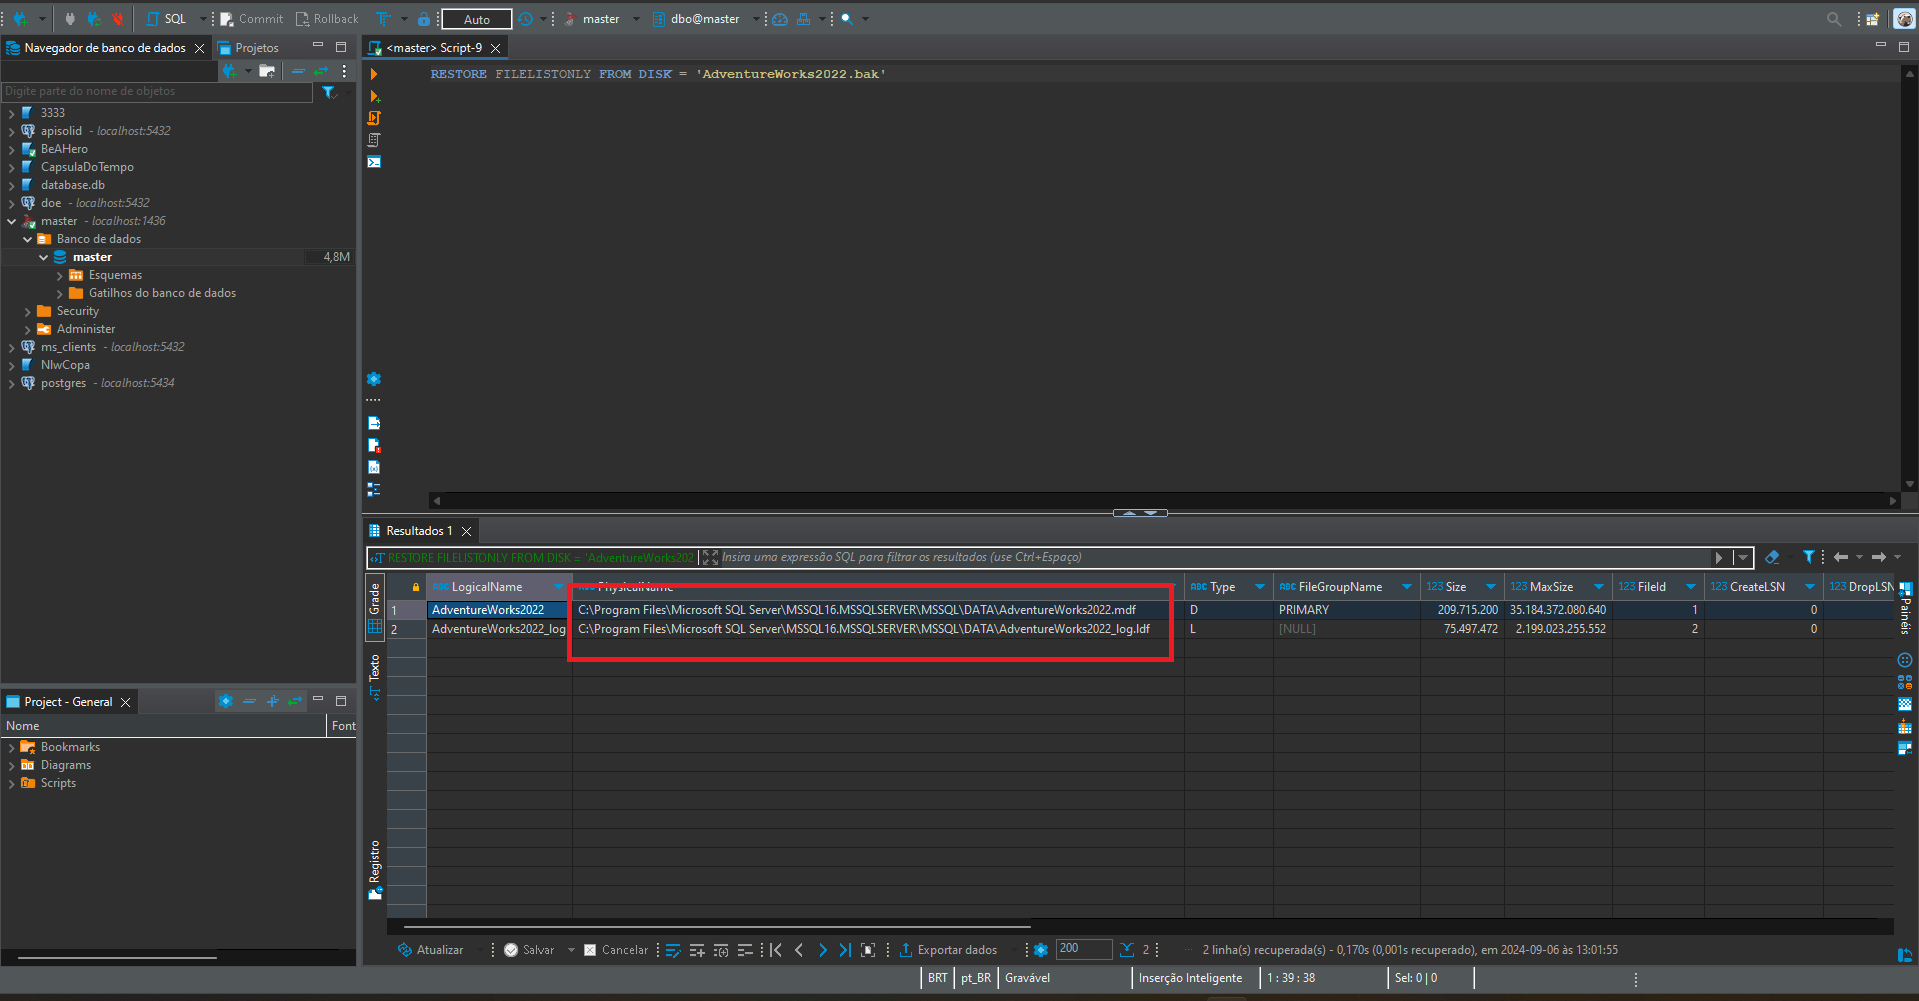 SQL Commit Rollback Auto master dbo@master
Navegador de banco de dados Projetos
<master> Script-9
Digite parte do nome de objetos
3333
apisolid - localhost:5432
BeAHero
CapsulaDoTempo
database.db
doe - localhost:5432
master - localhost:1436
Banco de dados
master 4,8M
Esquemas
Gatilhos do banco de dados
Security
Administer
ms_clients - localhost:5432
NlwCopa
postgres - localhost:5434
Project - General
Nome Font
Bookmarks
Diagrams
Scripts
RESTORE FILELISTONLY FROM DISK = 'AdventureWorks2022.bak'
Resultados 1
RESTORE FILELISTONLY FROM DISK = 'AdventureWorks202 Insira uma expressão SQL para filtrar os resultados (use Ctrl+Espaço)
Grade
Texto
Registro
ABC LogicalName ABC PhysicalName ABC Type ABC FileGroupName 123 Size 123 MaxSize 123 FileId 123 CreateLSN 123 DropLSN
1 AdventureWorks2022 C:\Program Files\Microsoft SQL Server\MSSQL16.MSSQLSERVER\MSSQL\DATA\AdventureWorks2022.mdf D PRIMARY 209.715.200 35.184.372.080.640 1 0
2 AdventureWorks2022_log C:\Program Files\Microsoft SQL Server\MSSQL16.MSSQLSERVER\MSSQL\DATA\AdventureWorks2022_log.ldf L [NULL] 75.497.472 2.199.023.255.552 2 0
Painéis
Atualizar Salvar Cancelar Exportar dados 200 2 2 linha(s) recuperada(s) - 0,170s (0,001s recuperado), em 2024-09-06 às 13:01:55
BRT pt_BR Gravável Inserção Inteligente 1 : 39 : 38 Sel: 0 | 0